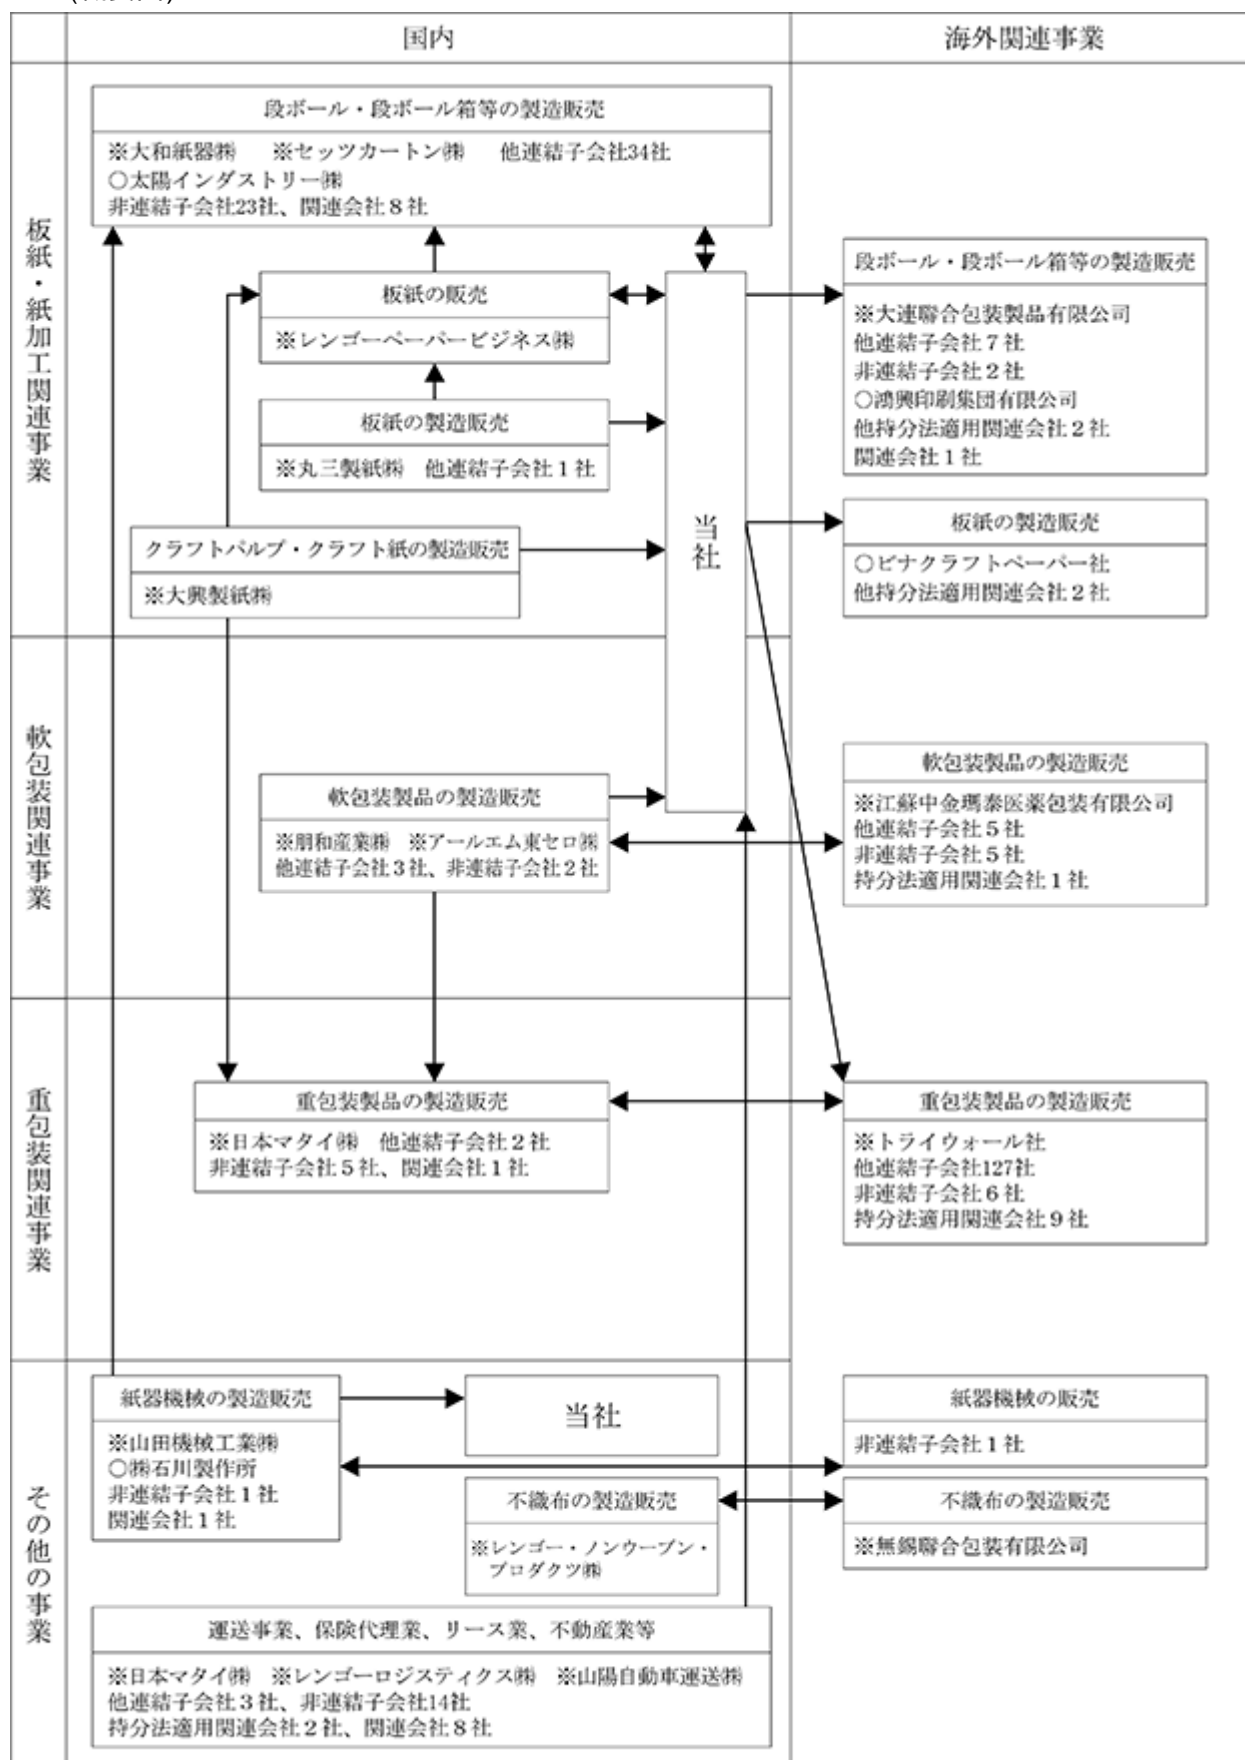 国内
海外関連事業
板紙・紙加工関連事業
段ボール・段ボール箱等の製造販売
※大和紙器㈱　※セッツカートン㈱　他連結子会社34社
○太陽インダストリー㈱
非連結子会社23社、関連会社８社
板紙の販売
※レンゴーペーパービジネス㈱
板紙の製造販売
※丸三製紙㈱　他連結子会社１社
クラフトパルプ・クラフト紙の製造販売
※大興製紙㈱
当社
段ボール・段ボール箱等の製造販売
※大連聯合包装製品有限公司
他連結子会社７社
非連結子会社２社
○鴻興印刷集団有限公司
他持分法適用関連会社２社
関連会社１社
板紙の製造販売
○ビナクラフトペーパー社
他持分法適用関連会社２社
軟包装関連事業
軟包装製品の製造販売
※朋和産業㈱　※アールエム東セロ㈱
他連結子会社３社、非連結子会社２社
軟包装製品の製造販売
※江蘇中金瑪泰医薬包装有限公司
他連結子会社５社
非連結子会社５社
持分法適用関連会社１社
重包装関連事業
重包装製品の製造販売
※日本マタイ㈱　他連結子会社２社
非連結子会社５社、関連会社１社
重包装製品の製造販売
※トライウォール社
他連結子会社127社
非連結子会社６社
持分法適用関連会社９社
その他の事業
紙器機械の製造販売
※山田機械工業㈱
○㈱石川製作所
非連結子会社１社
関連会社１社
当社
紙器機械の販売
非連結子会社１社
不織布の製造販売
※レンゴー・ノンウーブン・
プロダクツ㈱
不織布の製造販売
※無錫聯合包装有限公司
運送事業、保険代理業、リース業、不動産業等
※日本マタイ㈱　※レンゴーロジスティクス㈱　※山陽自動車運送㈱
他連結子会社３社、非連結子会社14社
持分法適用関連会社２社、関連会社８社